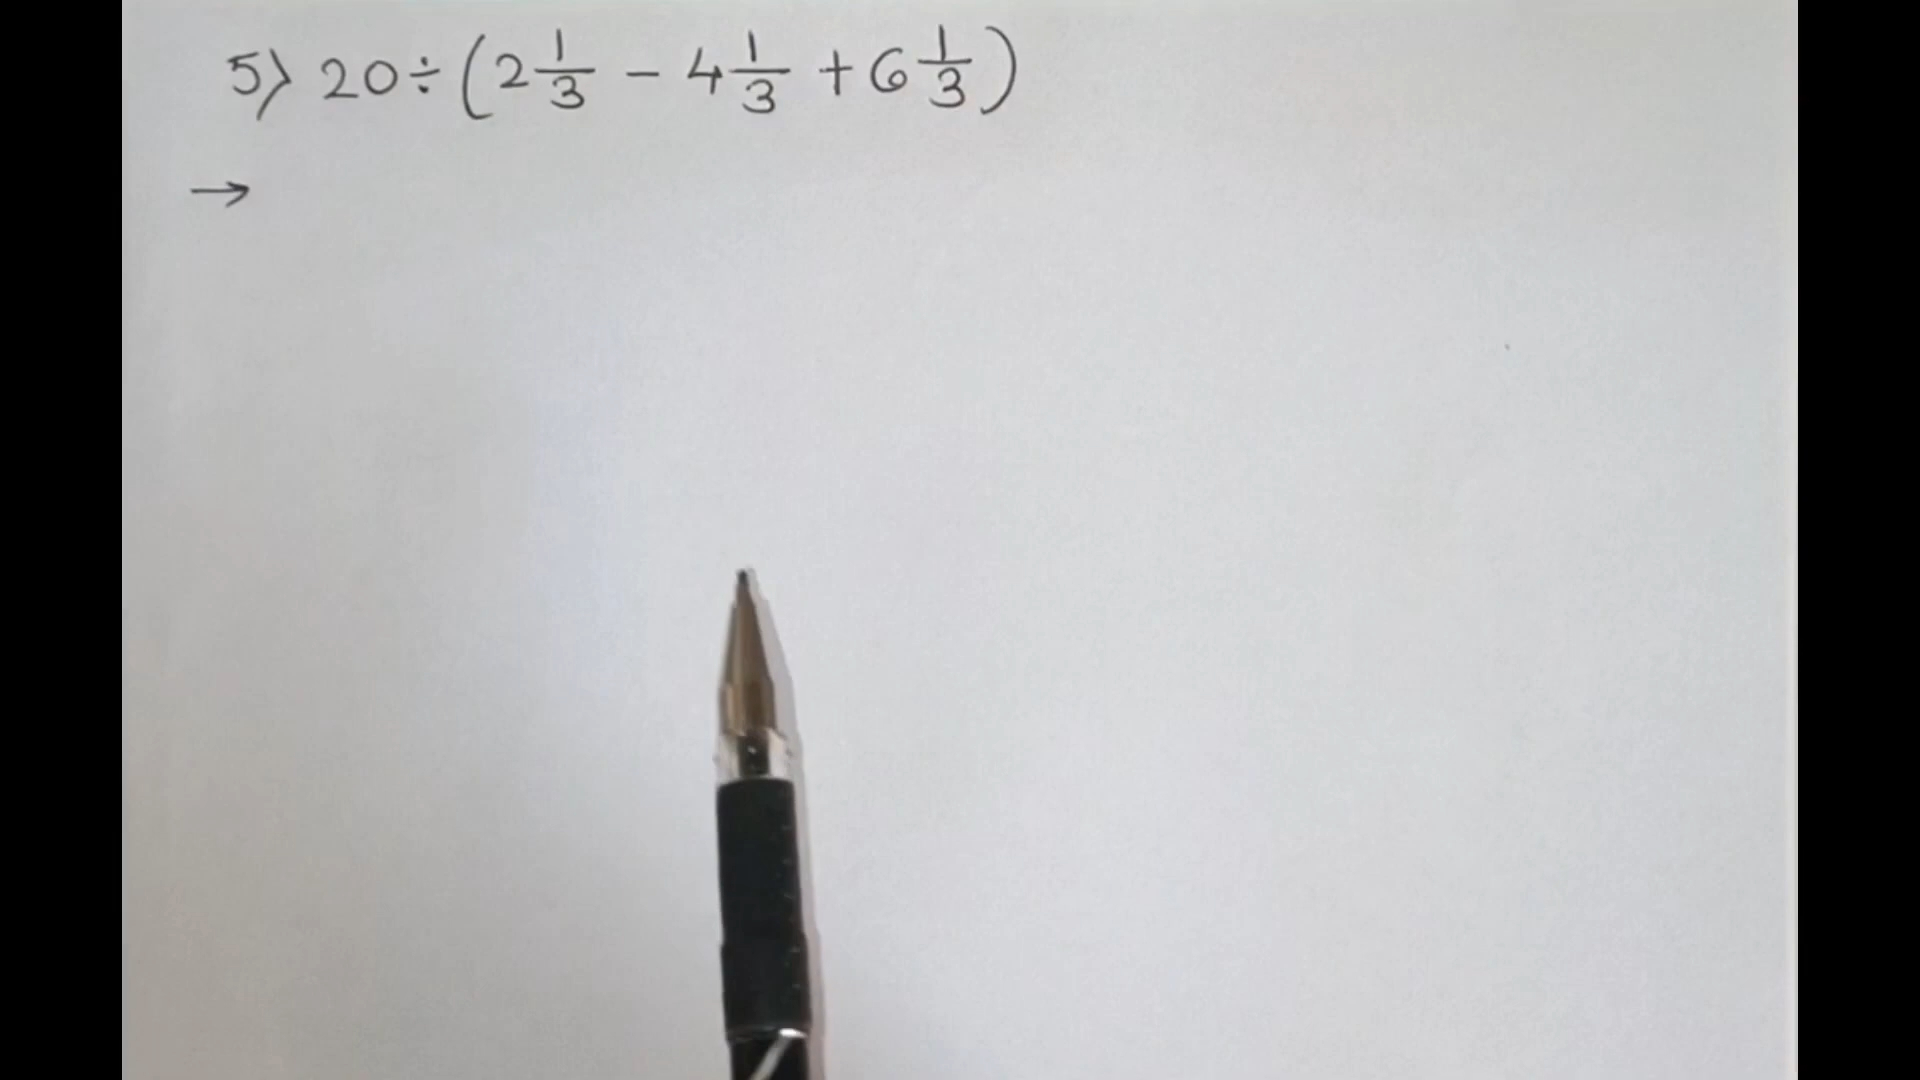 5) 20÷(2 1/3 − 4 1/3 + 6 1/3)
→